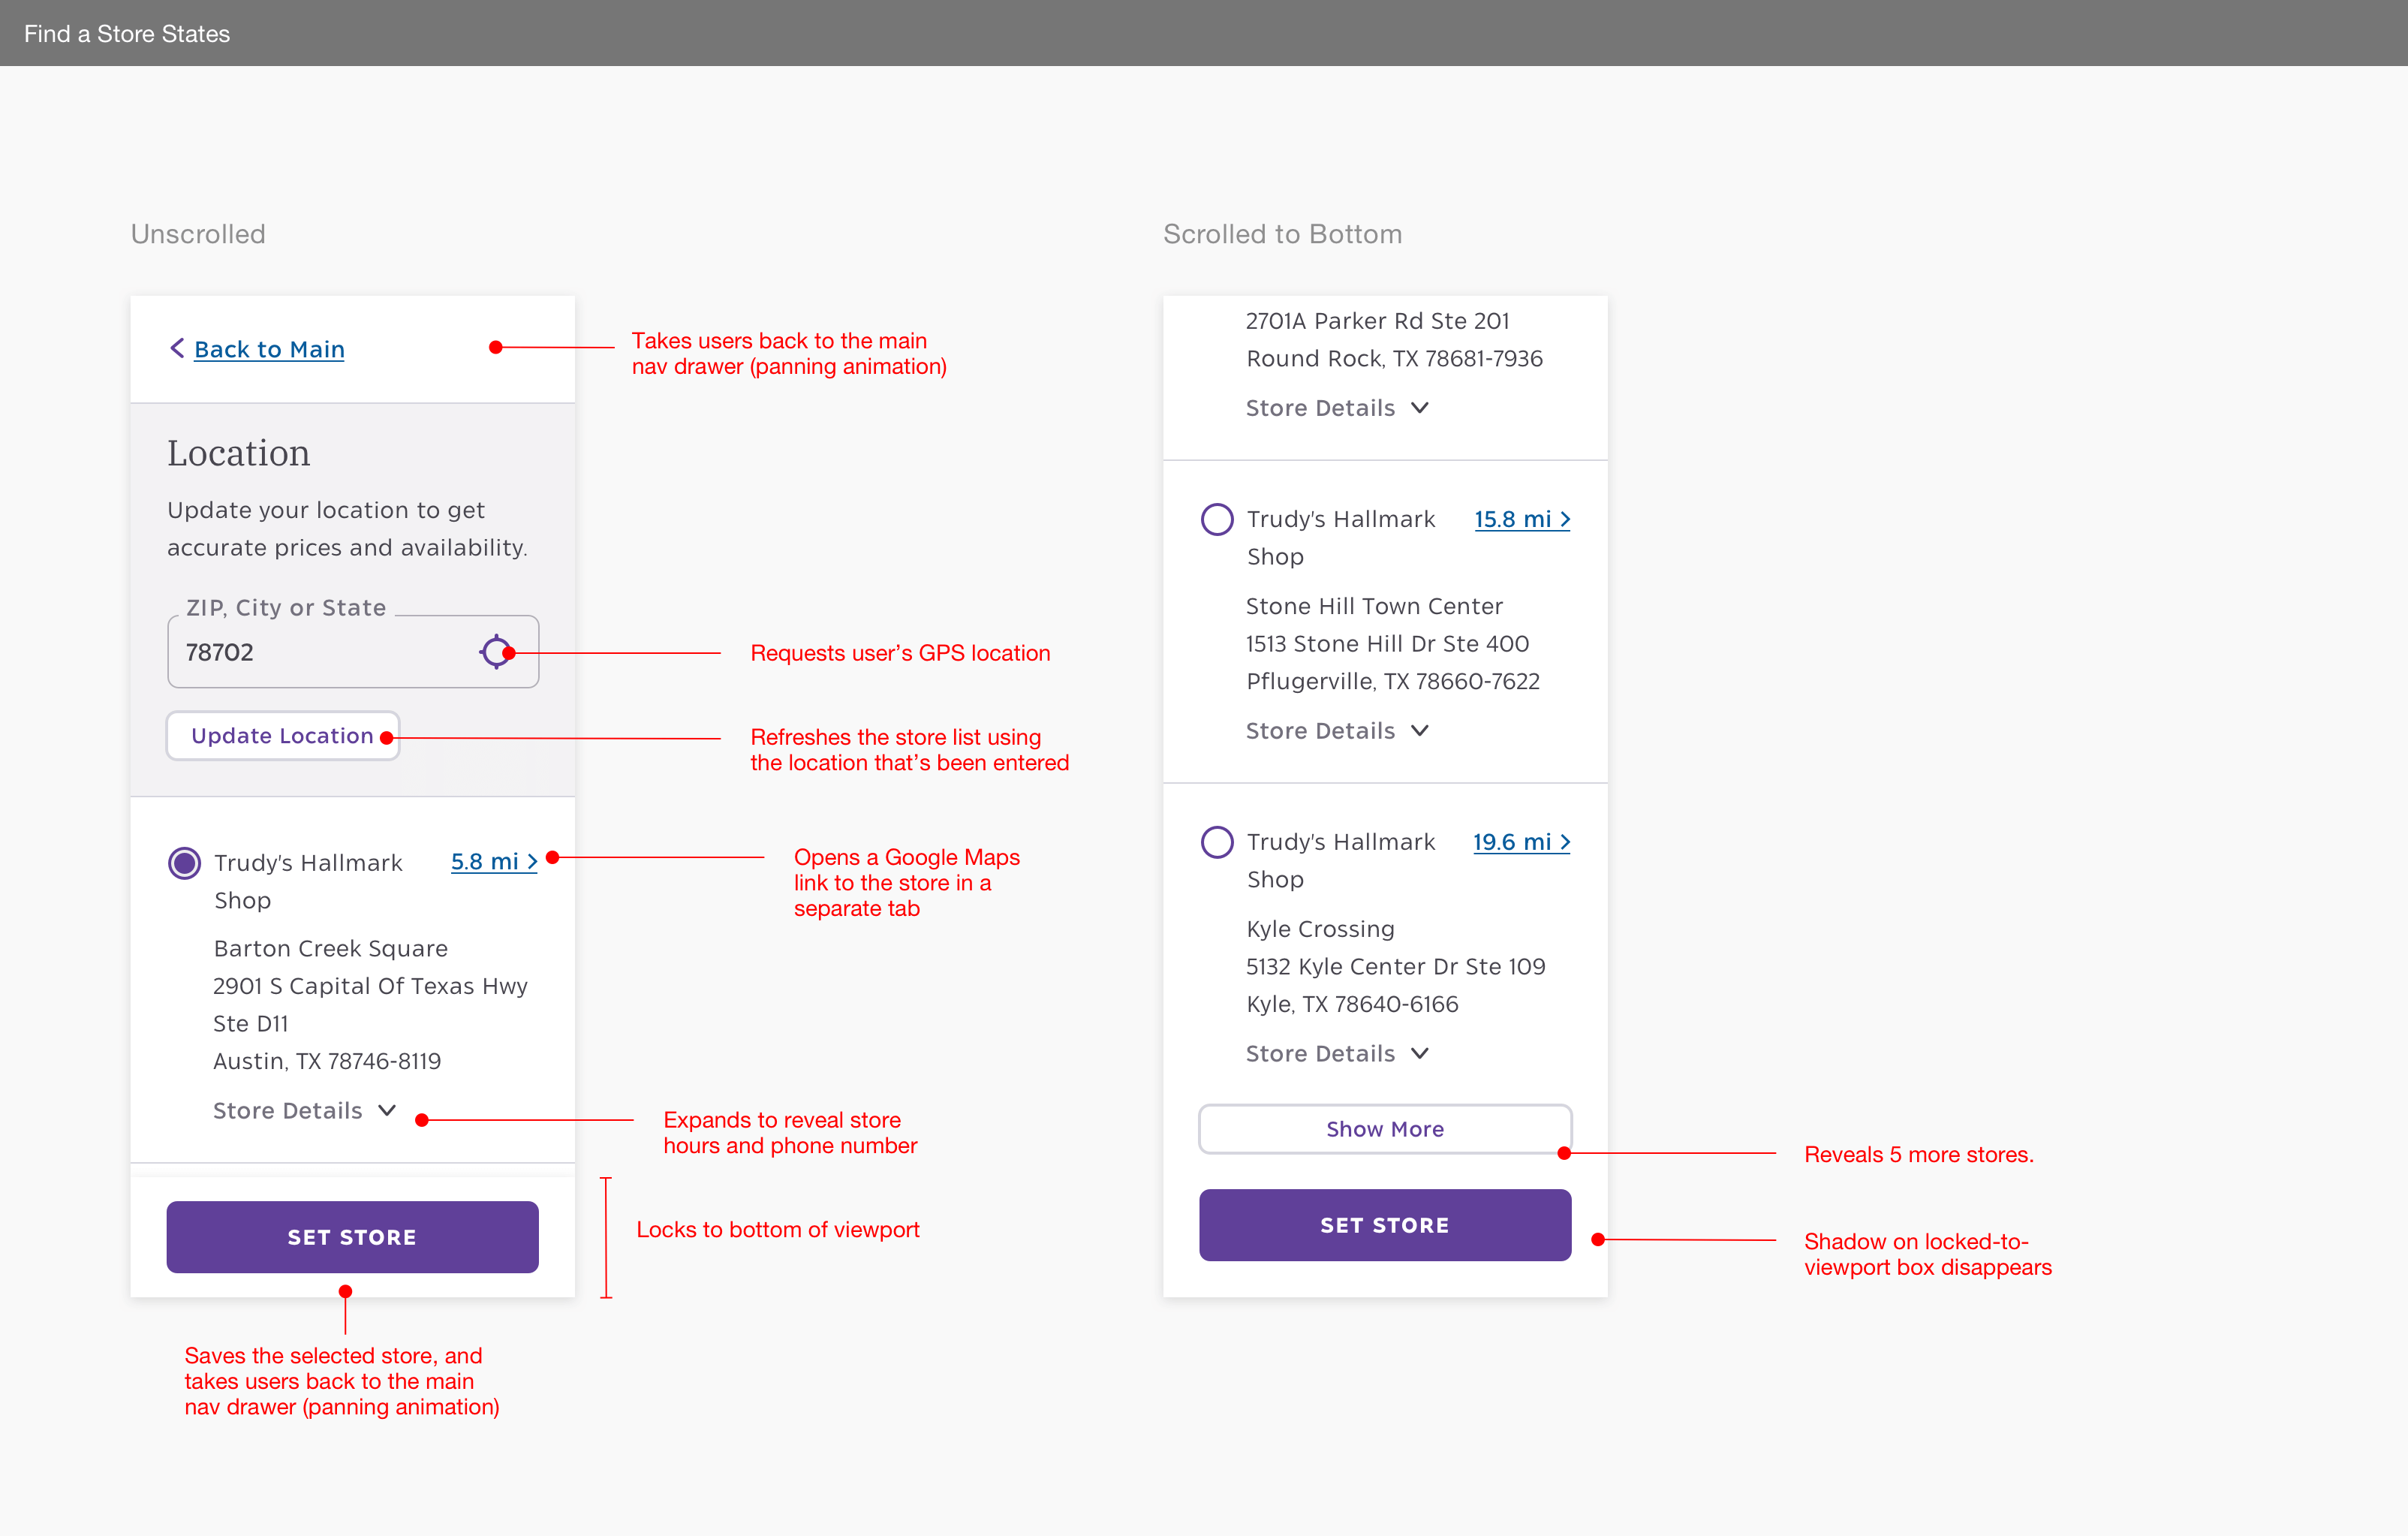 Find a Store States
Unscrolled
Back to Main
Takes users back to the main
nav drawer (panning animation)
Location
Update your location to get
accurate prices and availability.
ZIP, City or State
78702
Requests user’s GPS location
Update Location
Refreshes the store list using
the location that’s been entered
Trudy's Hallmark
Shop
5.8 mi >
Opens a Google Maps
link to the store in a
separate tab
Barton Creek Square
2901 S Capital Of Texas Hwy
Ste D11
Austin, TX 78746-8119
Store Details
Expands to reveal store
hours and phone number
SET STORE
Locks to bottom of viewport
Saves the selected store, and
takes users back to the main
nav drawer (panning animation)
Scrolled to Bottom
2701A Parker Rd Ste 201
Round Rock, TX 78681-7936
Store Details
Trudy's Hallmark
Shop
15.8 mi >
Stone Hill Town Center
1513 Stone Hill Dr Ste 400
Pflugerville, TX 78660-7622
Store Details
Trudy's Hallmark
Shop
19.6 mi >
Kyle Crossing
5132 Kyle Center Dr Ste 109
Kyle, TX 78640-6166
Store Details
Show More
Reveals 5 more stores.
SET STORE
Shadow on locked-to-
viewport box disappears